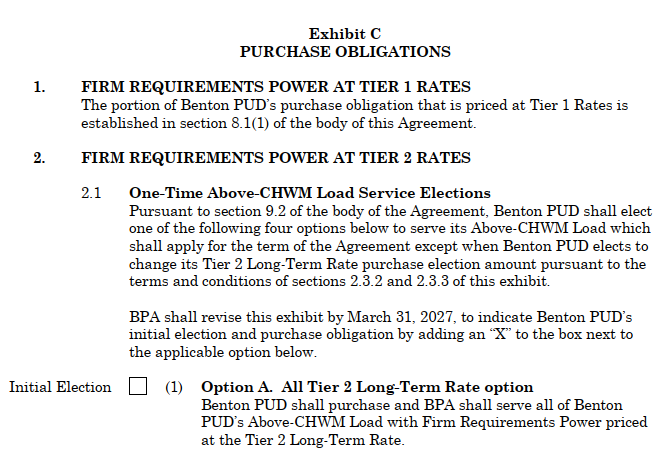 Exhibit C
PURCHASE OBLIGATIONS
1. FIRM REQUIREMENTS POWER AT TIER 1 RATES
The portion of Benton PUD’s purchase obligation that is priced at Tier 1 Rates is
established in section 8.1(1) of the body of this Agreement.
2. FIRM REQUIREMENTS POWER AT TIER 2 RATES
2.1 One-Time Above-CHWM Load Service Elections
Pursuant to section 9.2 of the body of the Agreement, Benton PUD shall elect
one of the following four options below to serve its Above-CHWM Load which
shall apply for the term of the Agreement except when Benton PUD elects to
change its Tier 2 Long-Term Rate purchase election amount pursuant to the
terms and conditions of sections 2.3.2 and 2.3.3 of this exhibit.
BPA shall revise this exhibit by March 31, 2027, to indicate Benton PUD’s
initial election and purchase obligation by adding an “X” to the box next to
the applicable option below.
Initial Election (1) Option A. All Tier 2 Long-Term Rate option
Benton PUD shall purchase and BPA shall serve all of Benton
PUD’s Above-CHWM Load with Firm Requirements Power priced
at the Tier 2 Long-Term Rate.